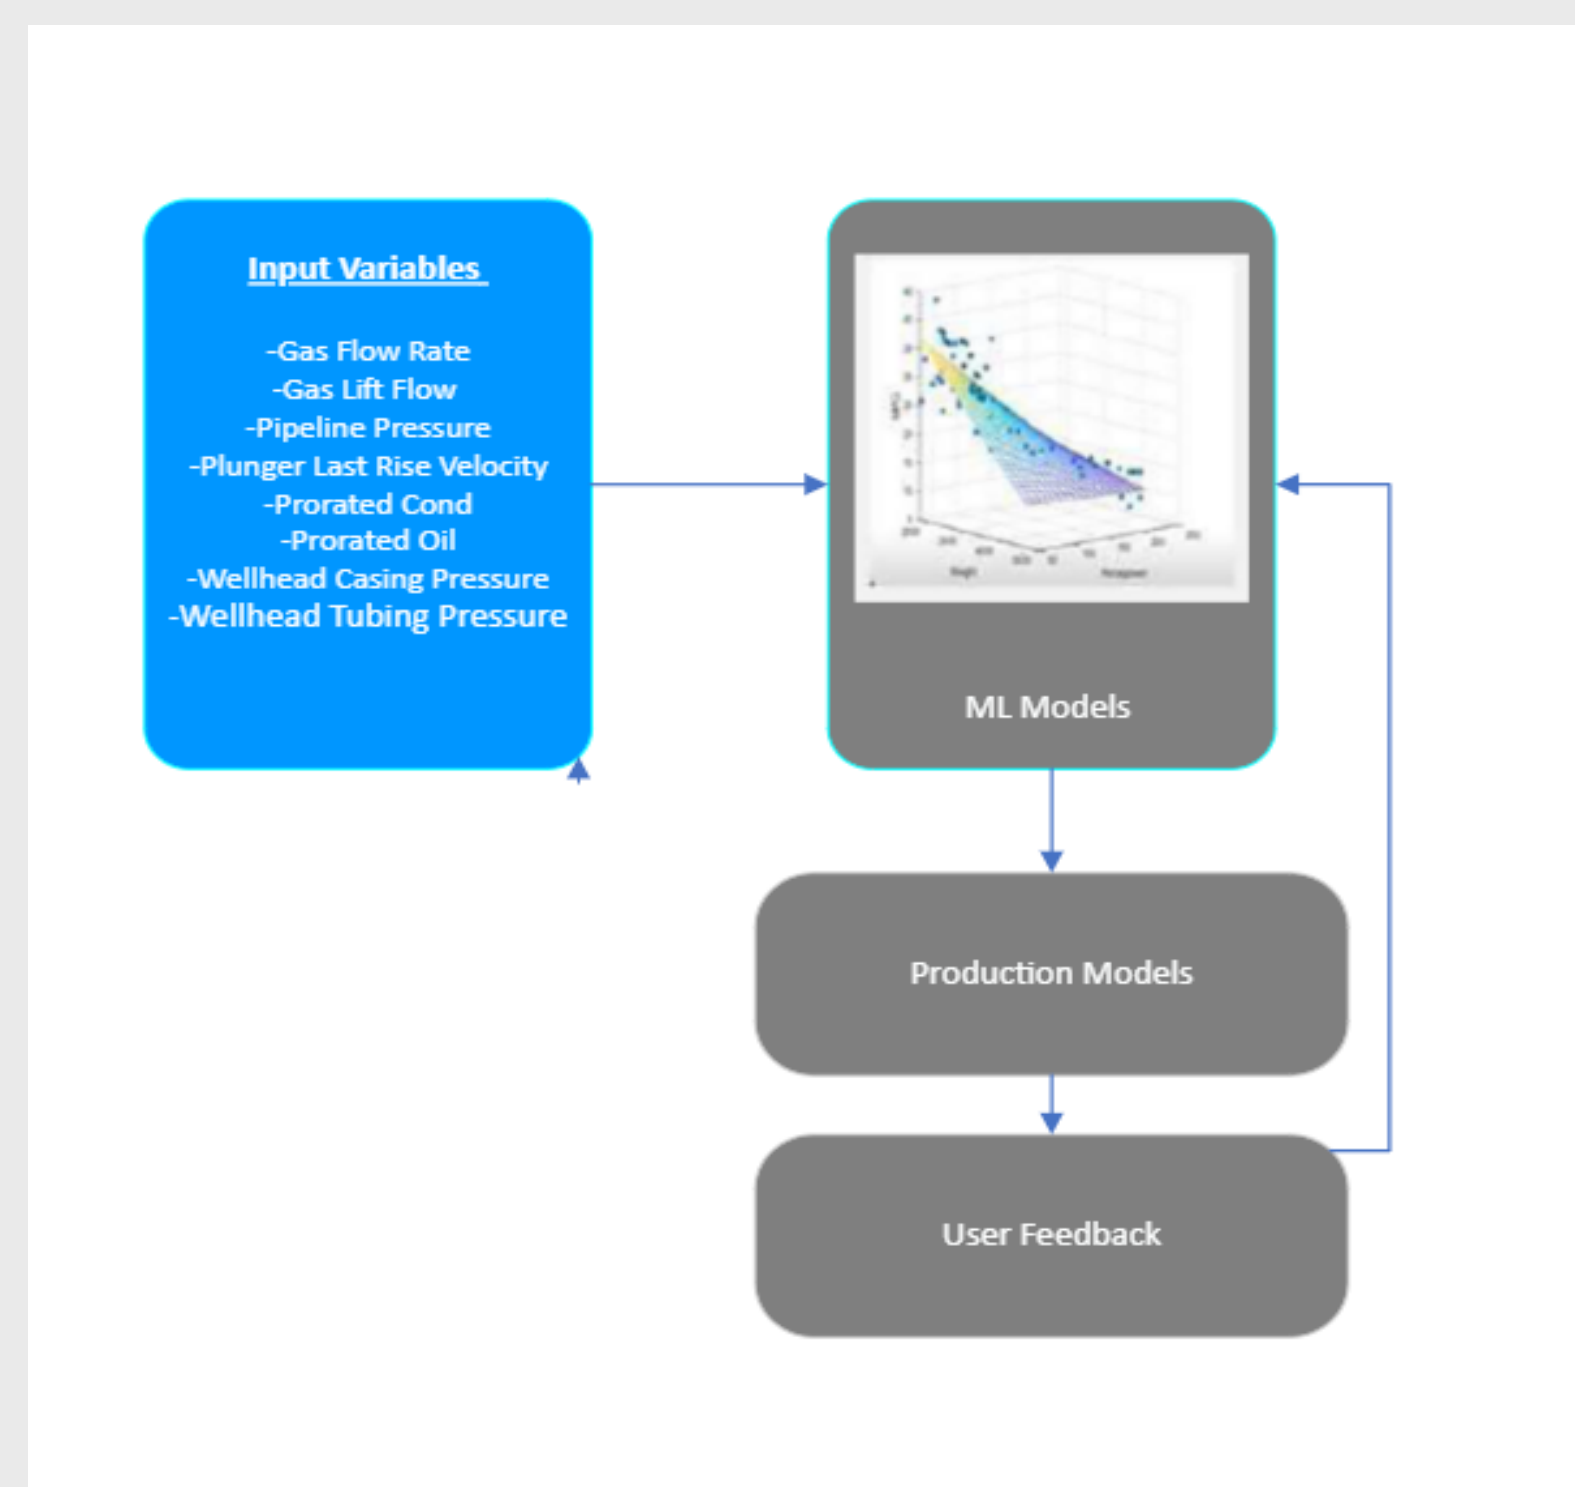 Input Variables
-Gas Flow Rate
-Gas Lift Flow
-Pipeline Pressure
-Plunger Last Rise Velocity
-Prorated Cond
-Prorated Oil
-Wellhead Casing Pressure
-Wellhead Tubing Pressure
ML Models
Production Models
User Feedback